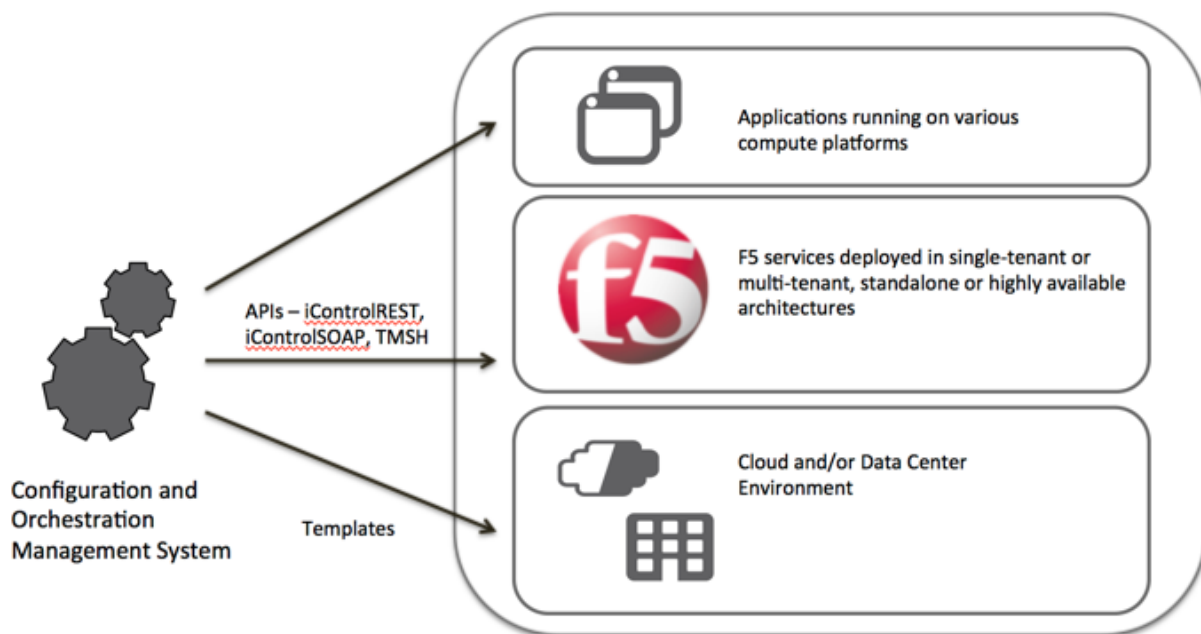 Applications running on various
compute platforms
f5
F5 services deployed in single-tenant or
multi-tenant, standalone or highly available
architectures
APIs – iControlREST,
iControlSOAP, TMSH
Cloud and/or Data Center
Environment
Configuration and
Orchestration
Management System
Templates